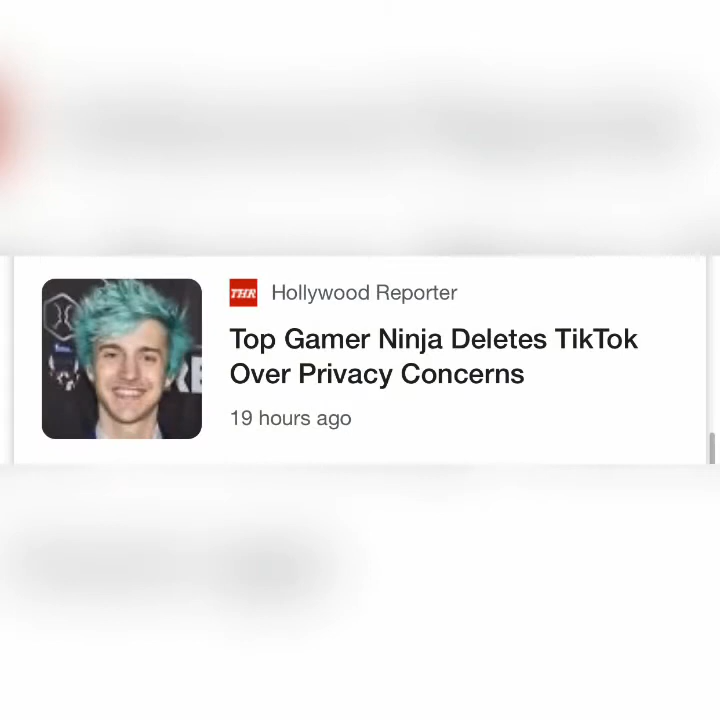 THR Hollywood Reporter
Top Gamer Ninja Deletes TikTok
Over Privacy Concerns
19 hours ago